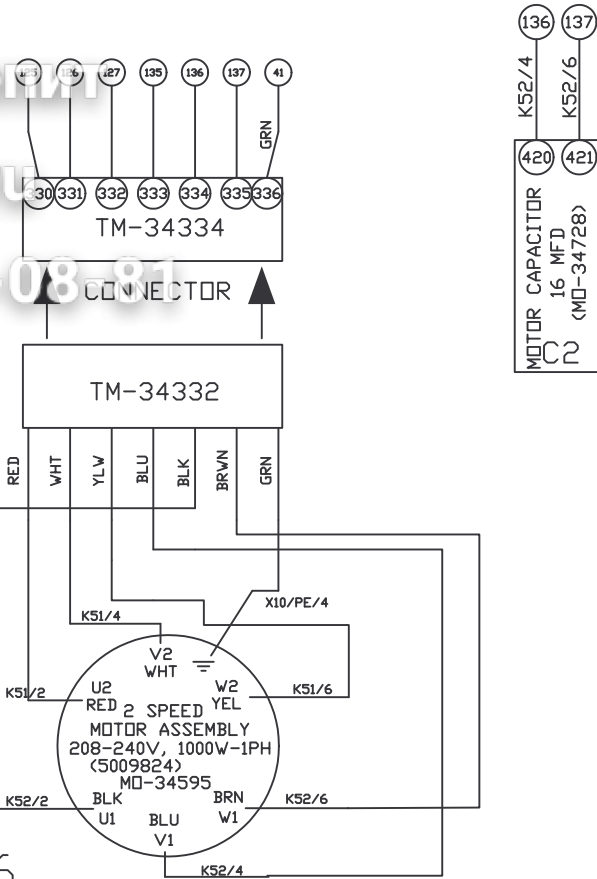 125 126 127 135 136 137 41
GRN
330 331 332 333 334 335 336
TM-34334
-08-81
CONNECTOR
TM-34332
RED WHT YLW BLU BLK BRWN GRN
X10/PE/4
K51/4
V2
WHT
K51/2
U2
RED
W2
YEL
K51/6
2 SPEED
MOTOR ASSEMBLY
208-240V, 1000W-1PH
(5009824)
MO-34595
K52/2
BLK
U1
BLU
V1
BRN
W1
K52/6
K52/4
136 137
K52/4 K52/6
420 421
MOTOR CAPACITOR
16 MFD
(MO-34728)
C2